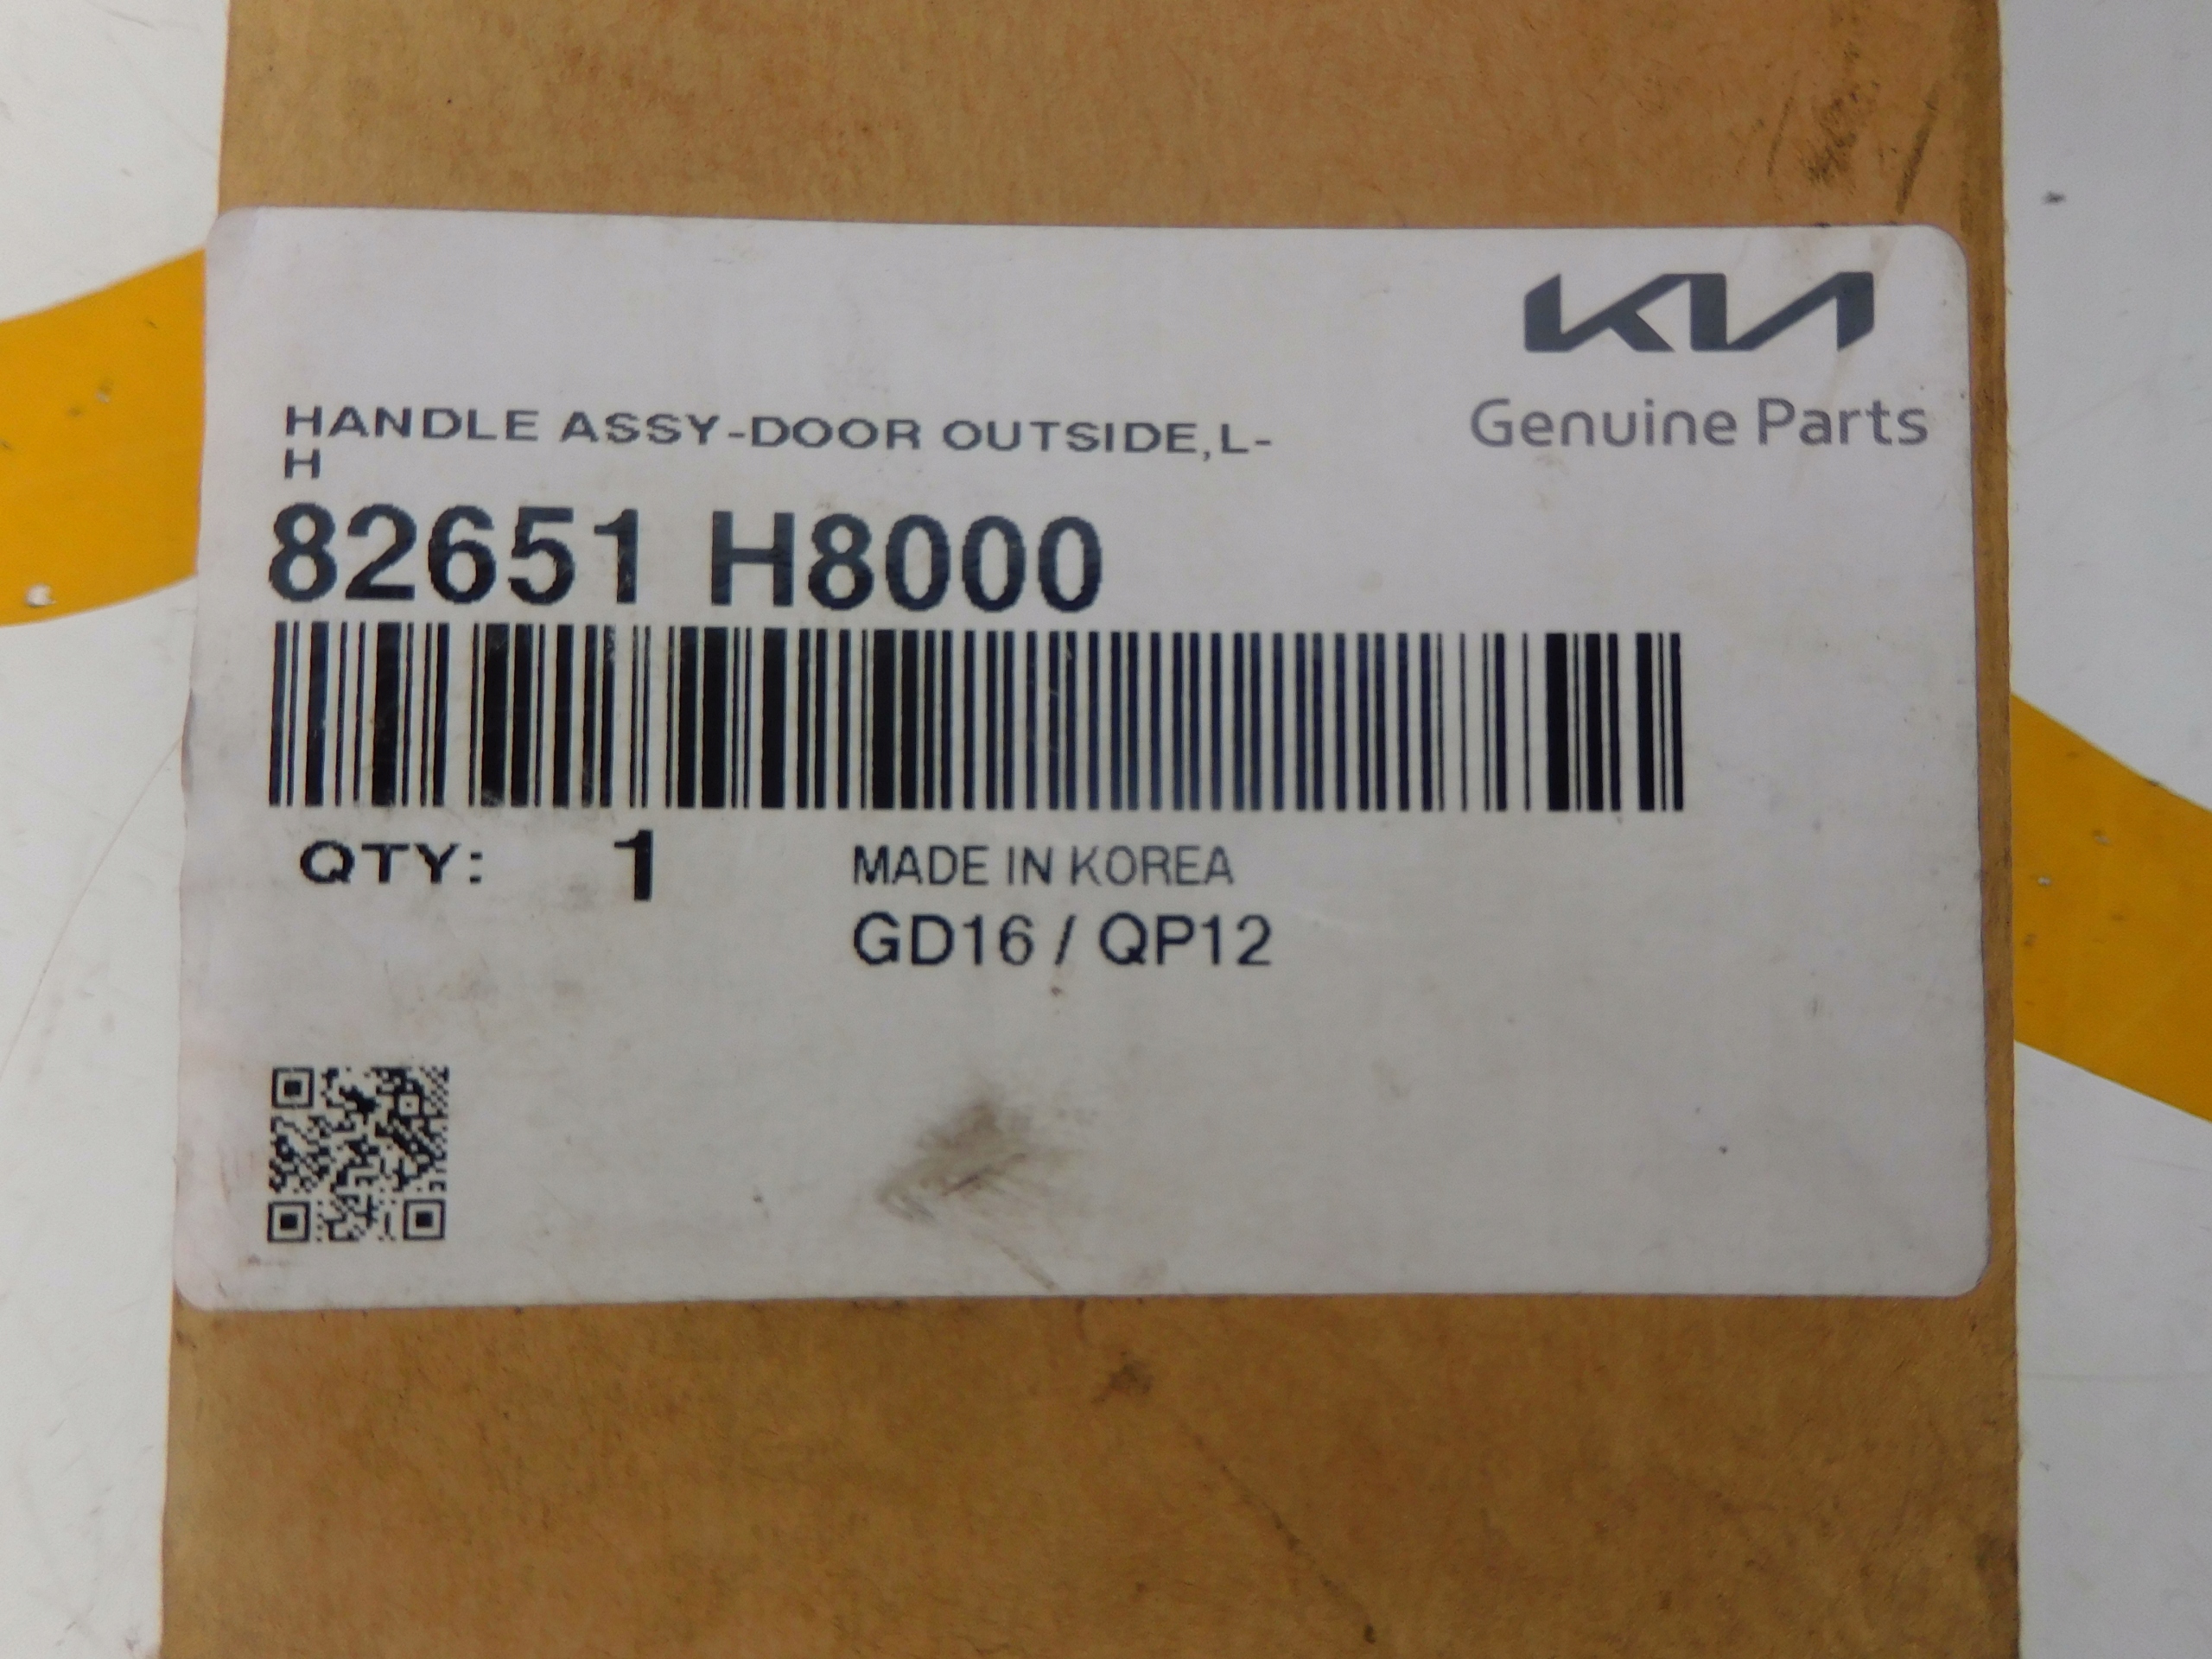 KIA
Genuine Parts
HANDLE ASSY-DOOR OUTSIDE,L-
H
82651 H8000
QTY: 1
MADE IN KOREA
GD16 / QP12